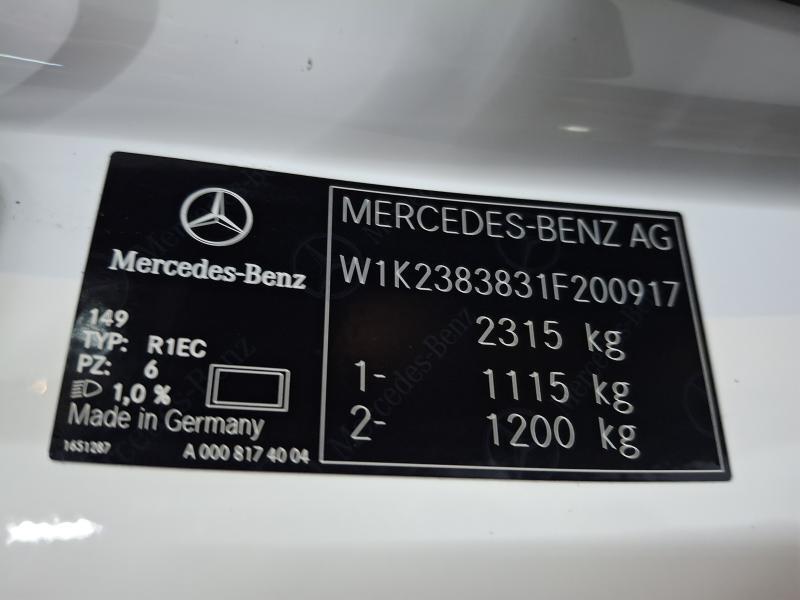 Mercedes-Benz
149
TYP: R1EC
PZ: 6
1,0 %
Made in Germany
1651287 A 000 817 40 04
MERCEDES-BENZ AG
W1K2383831F200917
2315 kg
1- 1115 kg
2- 1200 kg